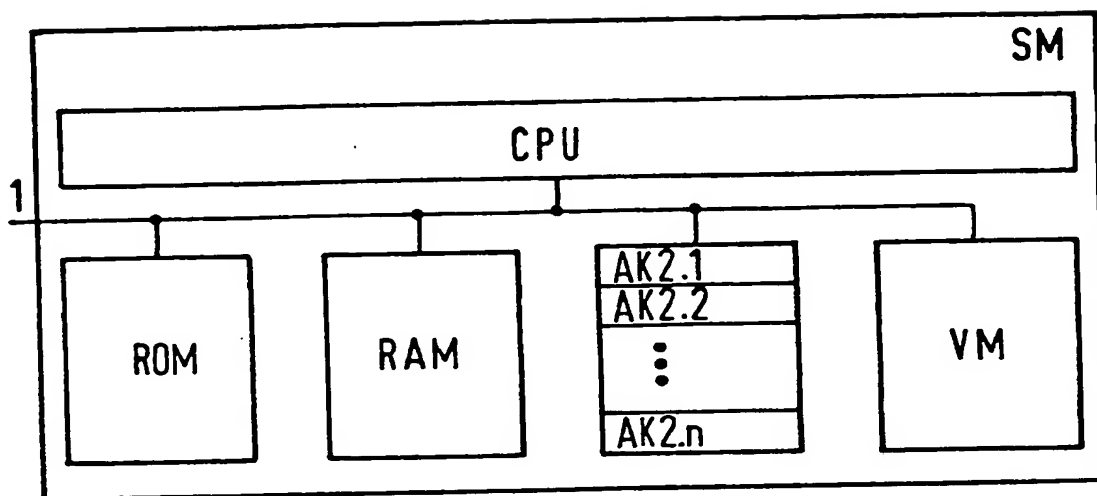 SM
CPU
1
ROM
RAM
AK2.1
AK2.2
AK2.n
VM